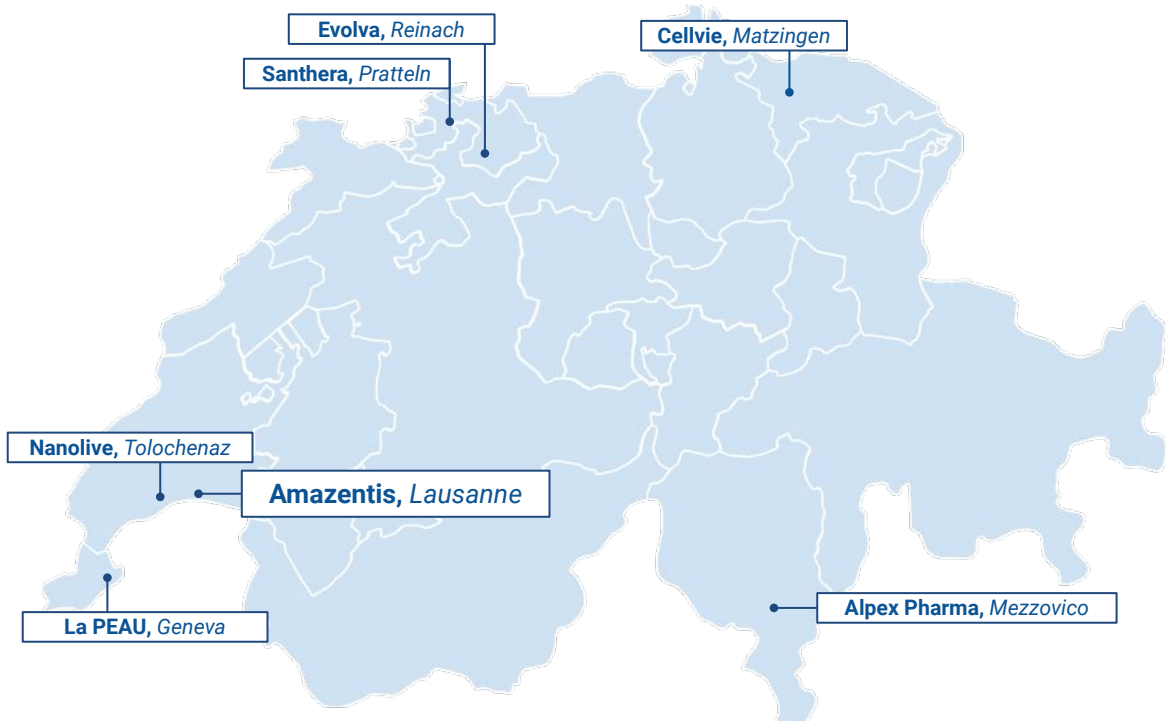 Evolva, Reinach
Cellvie, Matzingen
Santhera, Pratteln
Nanolive, Tolochenaz
Amazentis, Lausanne
Alpex Pharma, Mezzovico
La PEAU, Geneva